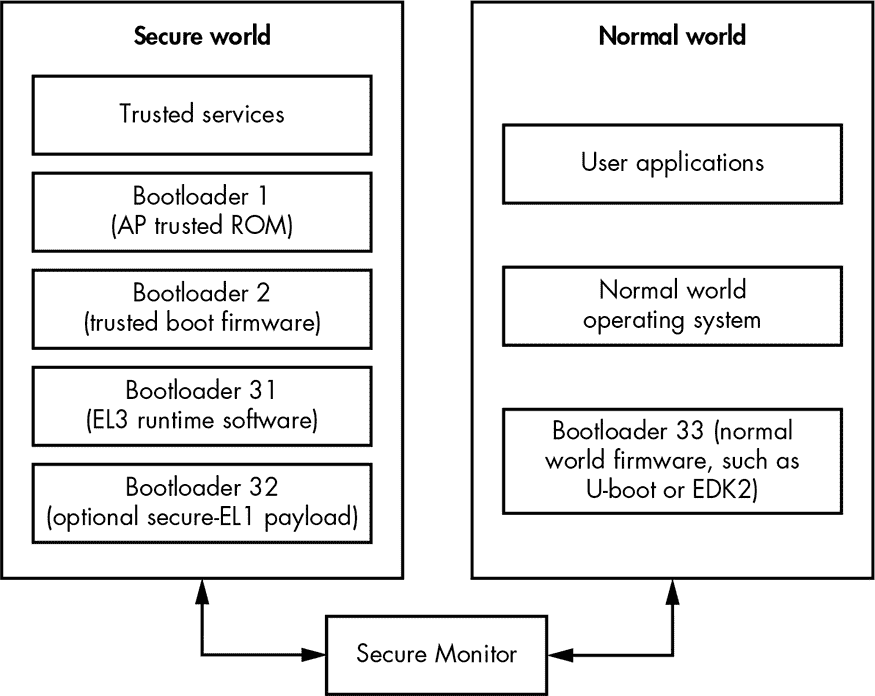 Secure world
Trusted services
Bootloader 1
(AP trusted ROM)
Bootloader 2
(trusted boot firmware)
Bootloader 31
(EL3 runtime software)
Bootloader 32
(optional secure-EL1 payload)
Normal world
User applications
Normal world
operating system
Bootloader 33 (normal
world firmware, such as
U-boot or EDK2)
Secure Monitor